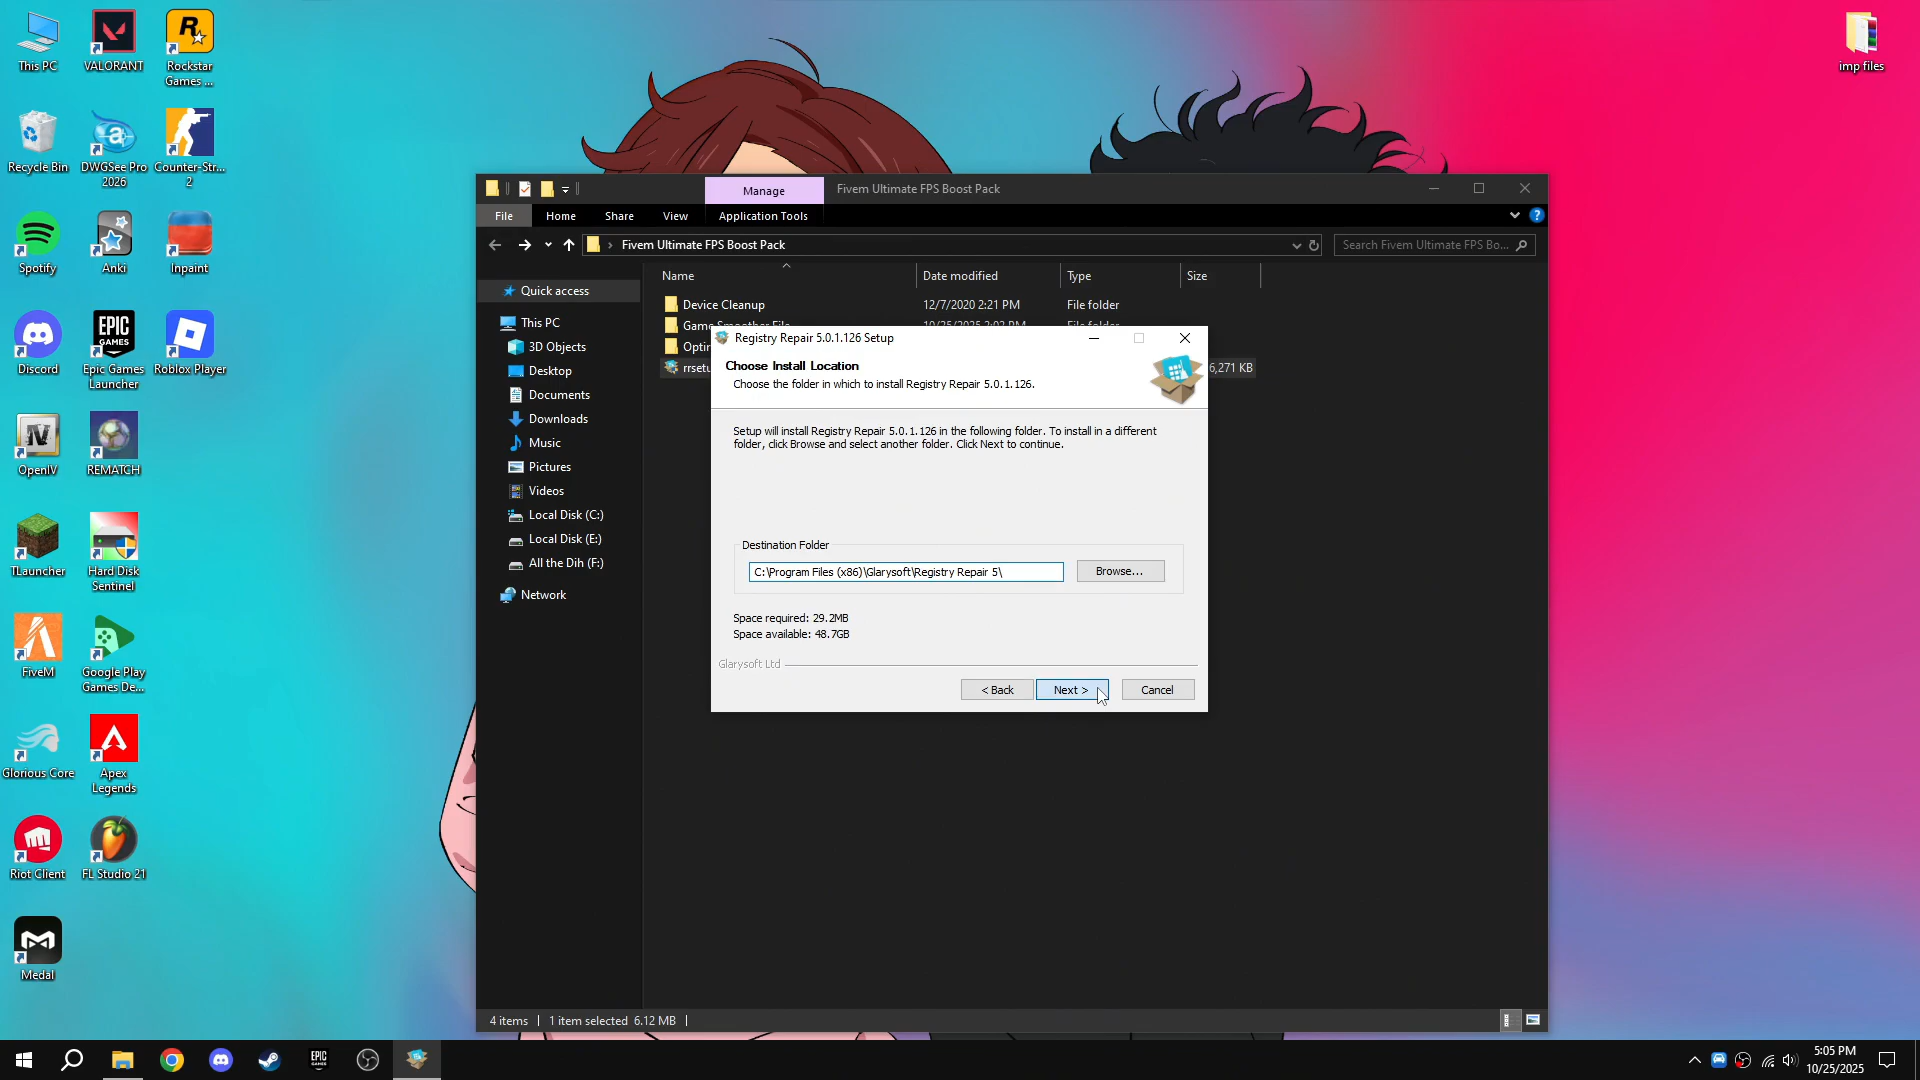 This PC
VALORANT
Rockstar
Games ...
Recycle Bin
DWGSee Pro
2026
Counter-Str...
2
Spotify
Anki
Inpaint
Discord
Epic Games
Launcher
Roblox Player
OpenIV
REMATCH
TLauncher
Hard Disk
Sentinel
FiveM
Google Play
Games De...
Glorious Core
Apex
Legends
Riot Client
FL Studio 21
Medal
imp files
EPIC
GAMES
Manage
Fivem Ultimate FPS Boost Pack
File
Home
Share
View
Application Tools
Fivem Ultimate FPS Boost Pack
Search Fivem Ultimate FPS Bo...
Name
Date modified
Type
Size
Quick access
This PC
3D Objects
Desktop
Documents
Downloads
Music
Pictures
Videos
Local Disk (C:)
Local Disk (E:)
All the Dih (F:)
Network
Device Cleanup
12/7/2020 2:21 PM
File folder
Game Smoother File
10/25/2025 2:02 PM
File folder
Optin
rrsetu
6,271 KB
Registry Repair 5.0.1.126 Setup
Choose Install Location
Choose the folder in which to install Registry Repair 5.0.1.126.
Setup will install Registry Repair 5.0.1.126 in the following folder. To install in a different
folder, click Browse and select another folder. Click Next to continue.
Destination Folder
C:\Program Files (x86)\Glarysoft\Registry Repair 5\
Browse...
Space required: 29.2MB
Space available: 48.7GB
Glarysoft Ltd
< Back
Next >
Cancel
4 items
1 item selected 6.12 MB
EPIC
GAMES
5:05 PM
10/25/2025